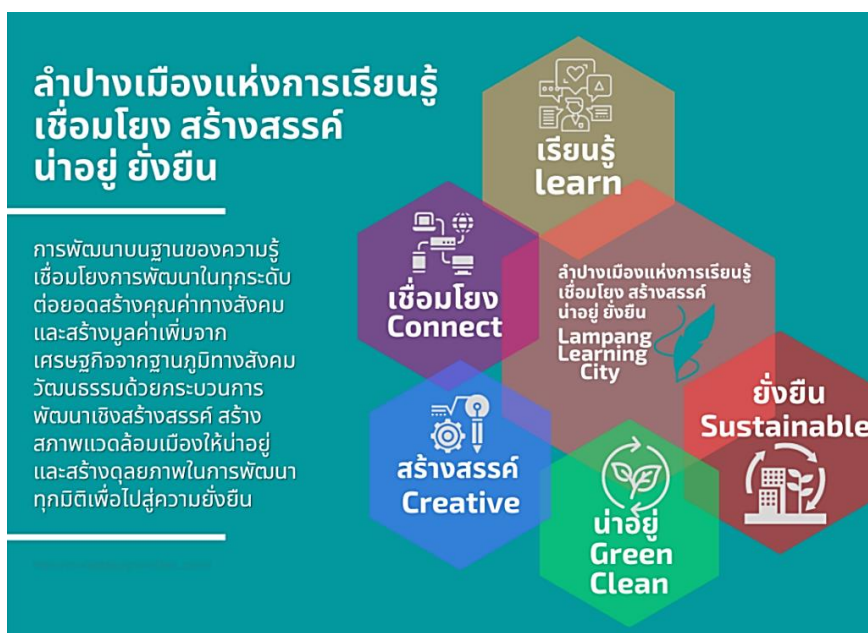 ลำปางเมืองแห่งการเรียนรู้
เชื่อมโยง สร้างสรรค์
น่าอยู่ ยั่งยืน
การพัฒนาบนฐานของความรู้
เชื่อมโยงการพัฒนาในทุกระดับ
ต่อยอดสร้างคุณค่าทางสังคม
และสร้างมูลค่าเพิ่มจาก
เศรษฐกิจจากฐานภูมิทางสังคม
วัฒนธรรมด้วยกระบวนการ
พัฒนาเชิงสร้างสรรค์ สร้าง
สภาพแวดล้อมเมืองให้น่าอยู่
และสร้างดุลยภาพในการพัฒนา
ทุกมิติเพื่อไปสู่ความยั่งยืน
เรียนรู้
learn
เชื่อมโยง
Connect
ลำปางเมืองแห่งการเรียนรู้
เชื่อมโยง สร้างสรรค์
น่าอยู่ ยั่งยืน
Lampang
Learning
City
ยั่งยืน
Sustainable
สร้างสรรค์
Creative
น่าอยู่
Green
Clean